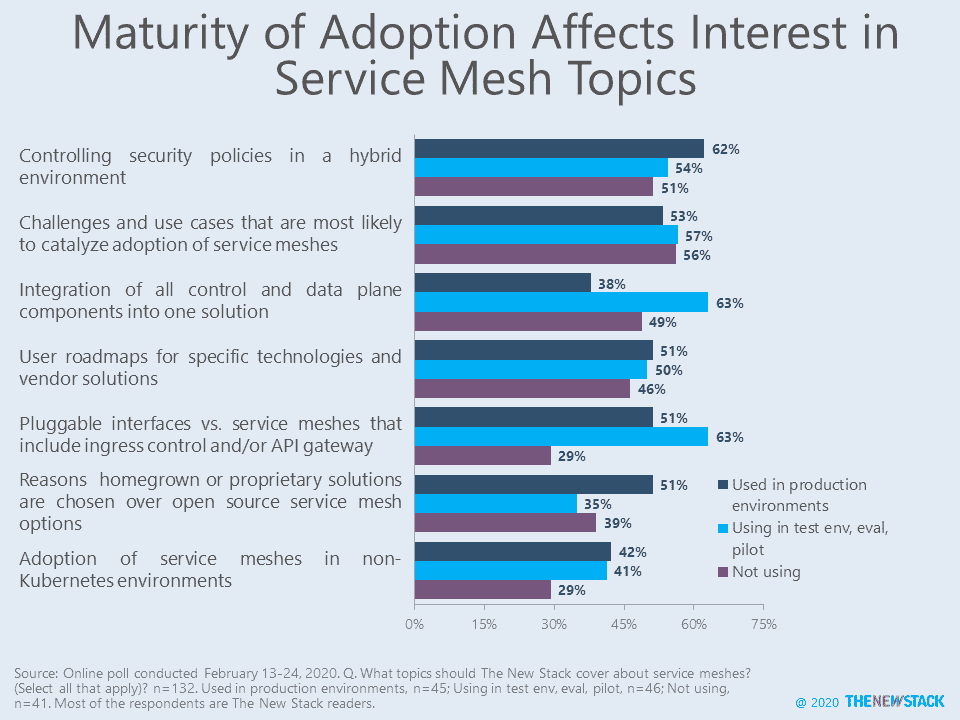 Maturity of Adoption Affects Interest in
Service Mesh Topics
Controlling security policies in a hybrid
environment
62%
54%
51%
Challenges and use cases that are most likely
to catalyze adoption of service meshes
53%
57%
56%
Integration of all control and data plane
components into one solution
38%
63%
49%
User roadmaps for specific technologies and
vendor solutions
51%
50%
46%
Pluggable interfaces vs. service meshes that
include ingress control and/or API gateway
51%
63%
29%
Reasons homegrown or proprietary solutions
are chosen over open source service mesh
options
51%
35%
39%
Adoption of service meshes in non-
Kubernetes environments
42%
41%
29%
Used in production
environments
Using in test env, eval,
pilot
Not using
0% 15% 30% 45% 60% 75%
Source: Online poll conducted February 13-24, 2020. Q. What topics should The New Stack cover about service meshes?
(Select all that apply)? n=132. Used in production environments, n=45; Using in test env, eval, pilot, n=46; Not using,
n=41. Most of the respondents are The New Stack readers.
@ 2020 THENEWSTACK